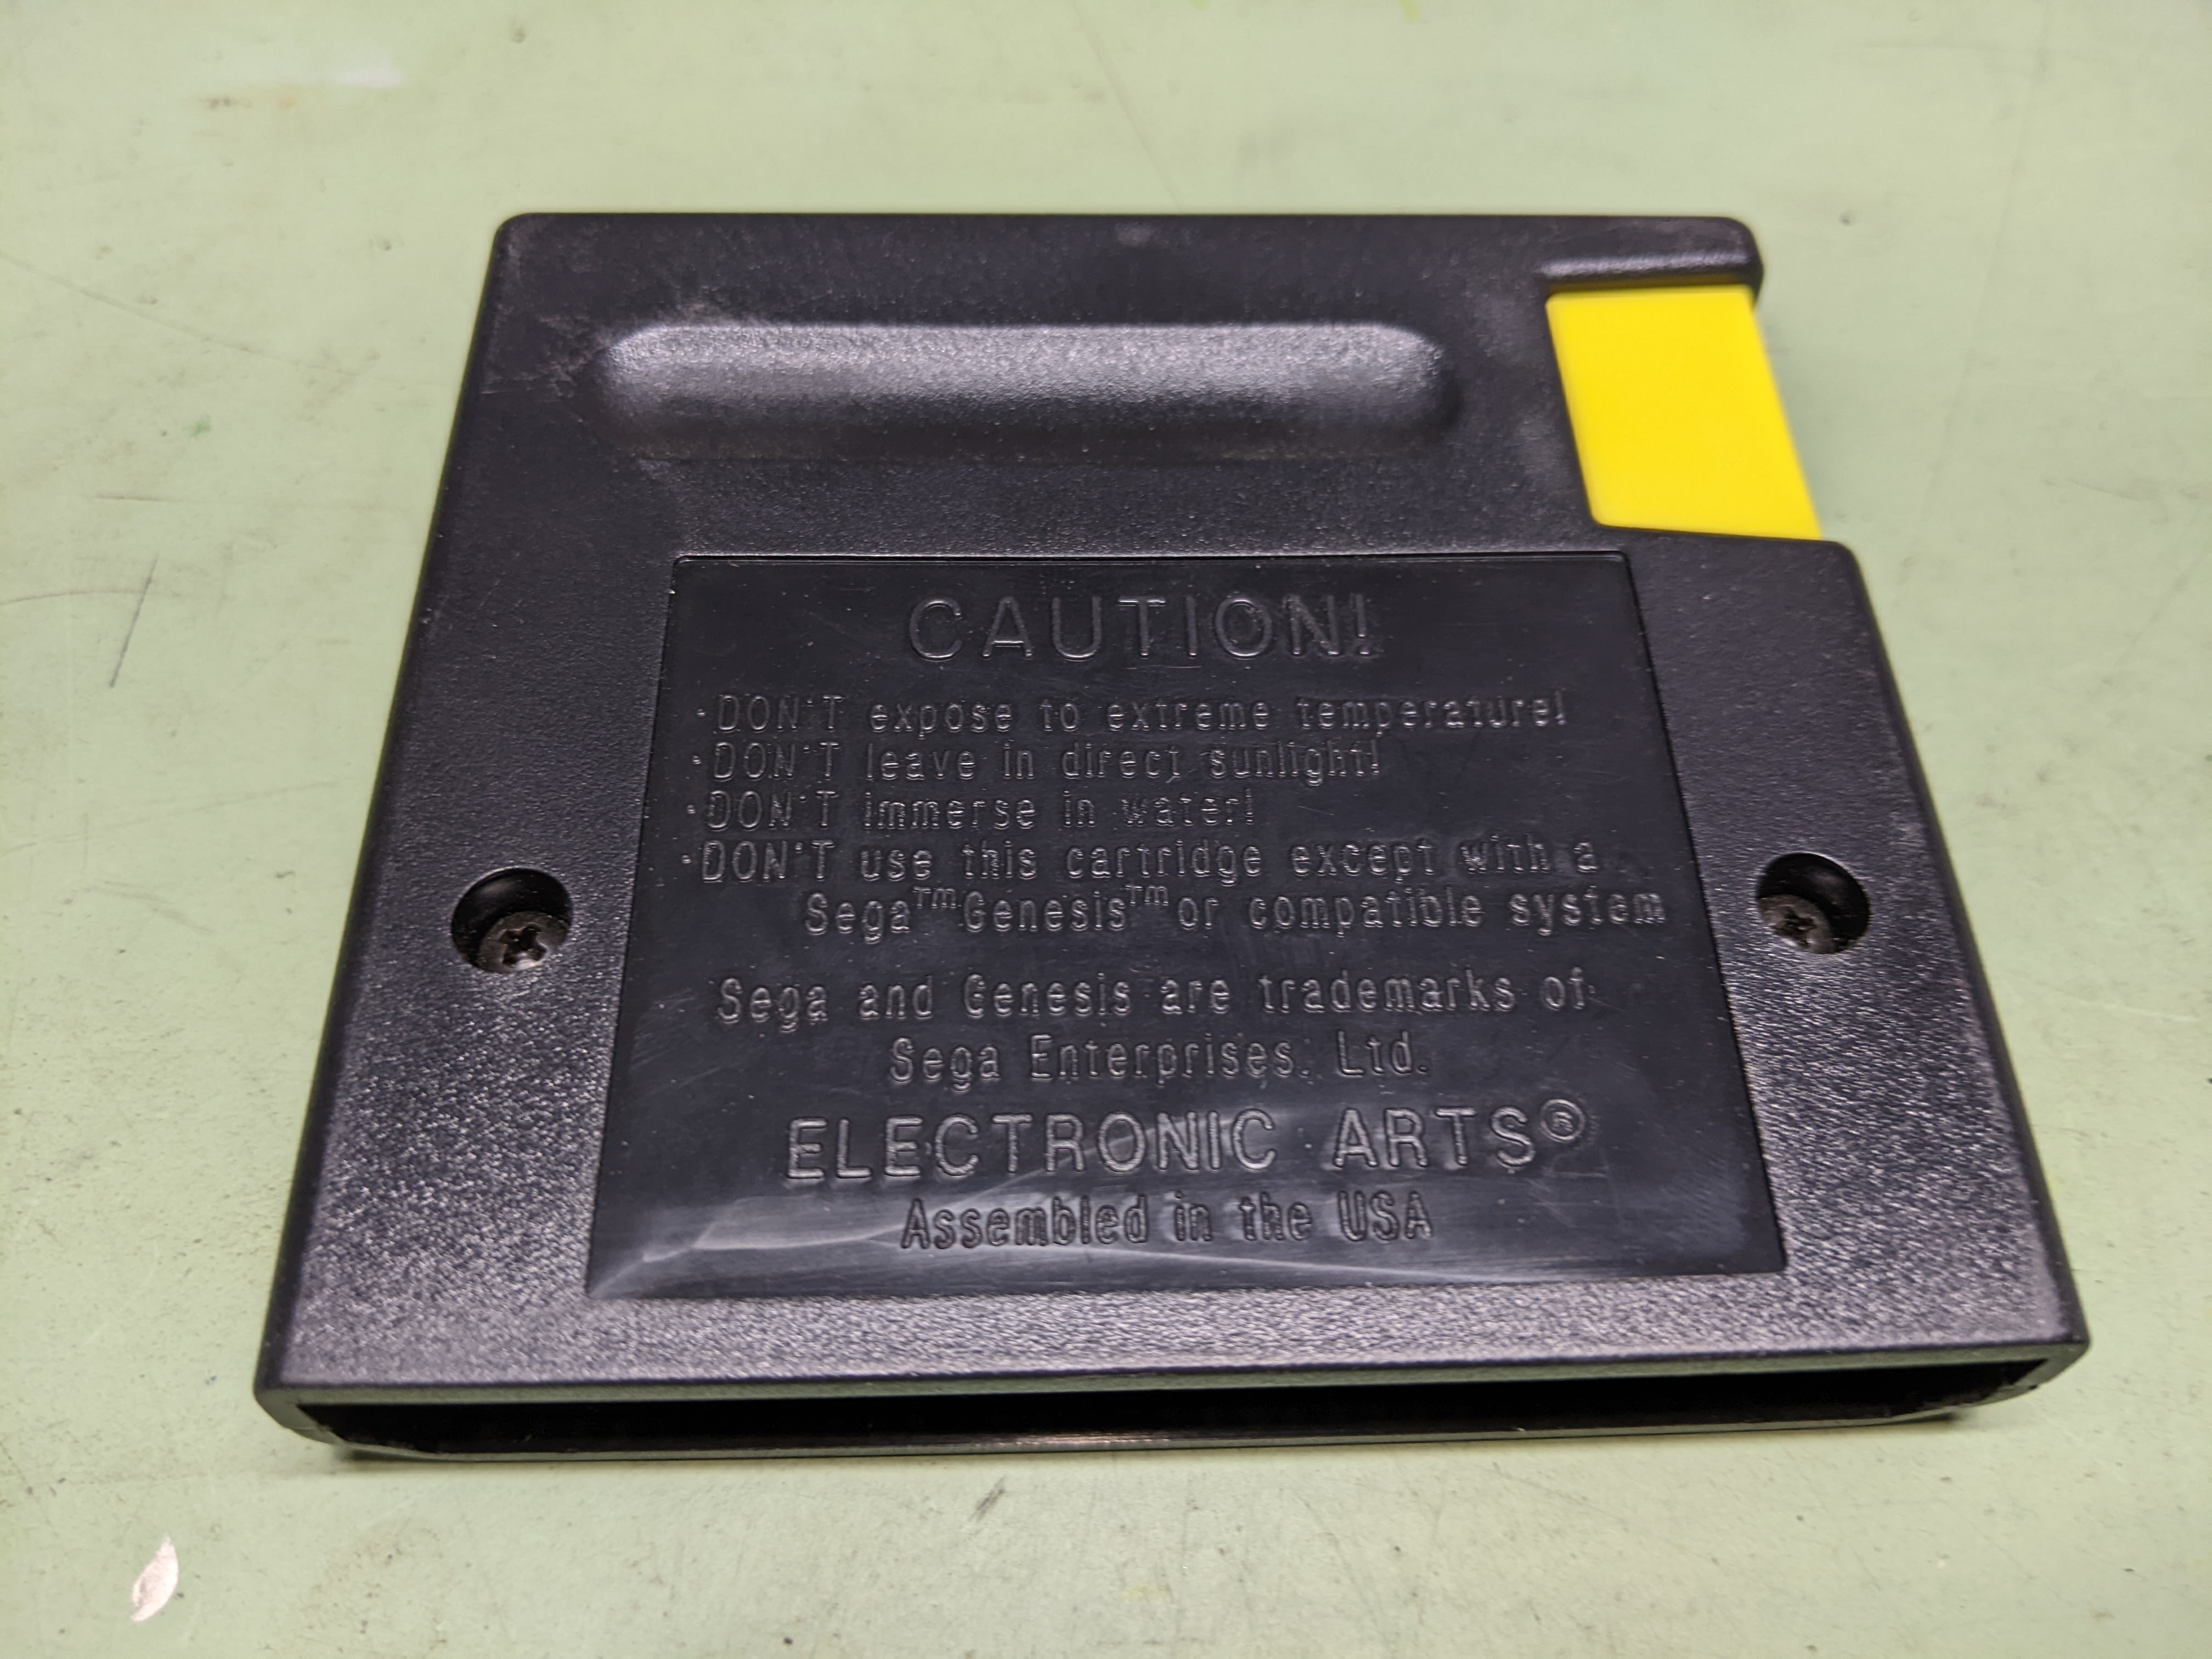 CAUTION!
·DON'T expose to extreme temperature!
·DON'T leave in direct sunlight!
·DON'T immerse in water!
·DON'T use this cartridge except with a
Sega™ Genesis™ or compatible system
Sega and Genesis are trademarks of
Sega Enterprises, Ltd.
ELECTRONIC ARTS®
Assembled in the USA